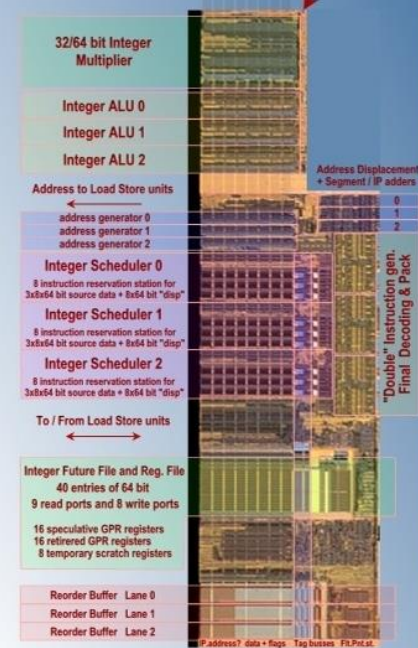 32/64 bit Integer
Multiplier
Integer ALU 0
Integer ALU 1
Integer ALU 2
Address Displacement
+ Segment / IP adders
Address to Load Store units
0
address generator 0
1
address generator 1
2
address generator 2
Integer Scheduler 0
8 instruction reservation station for
3x8x64 bit source data + 8x64 bit "disp"
Integer Scheduler 1
8 instruction reservation station for
3x8x64 bit source data + 8x64 bit "disp"
Integer Scheduler 2
8 instruction reservation station for
3x8x64 bit source data + 8x64 bit "disp"
"Double" Instruction gen.
Final Decoding & Pack
To / From Load Store units
Integer Future File and Reg. File
40 entries of 64 bit
9 read ports and 8 write ports
16 speculative GPR registers
16 retirered GPR registers
8 temporary scratch registers
Reorder Buffer Lane 0
Reorder Buffer Lane 1
Reorder Buffer Lane 2
IP.address? data + flags Tag busses Flt.Pnt.st.